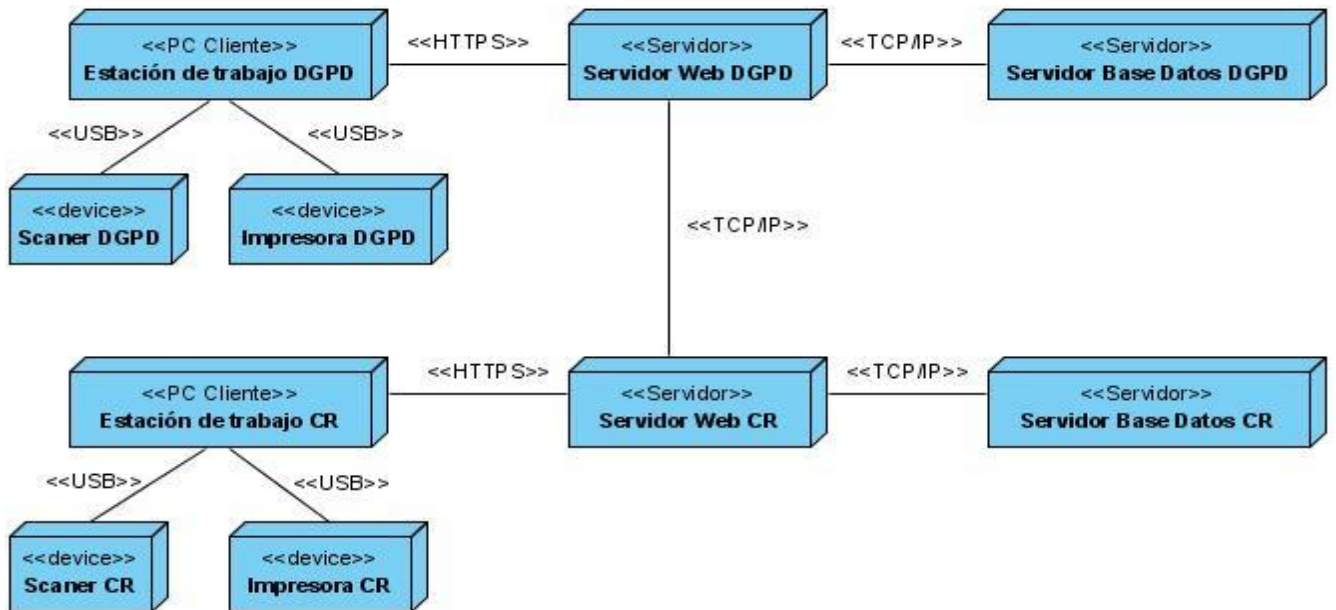 <<PC Cliente>>
Estación de trabajo DGPD
<<HTTPS>>
<<Servidor>>
Servidor Web DGPD
<<TCP/IP>>
<<Servidor>>
Servidor Base Datos DGPD
<<USB>>
<<USB>>
<<device>>
Scaner DGPD
<<device>>
Impresora DGPD
<<TCP/IP>>
<<PC Cliente>>
Estación de trabajo CR
<<HTTPS>>
<<Servidor>>
Servidor Web CR
<<TCP/IP>>
<<Servidor>>
Servidor Base Datos CR
<<USB>>
<<USB>>
<<device>>
Scaner CR
<<device>>
Impresora CR